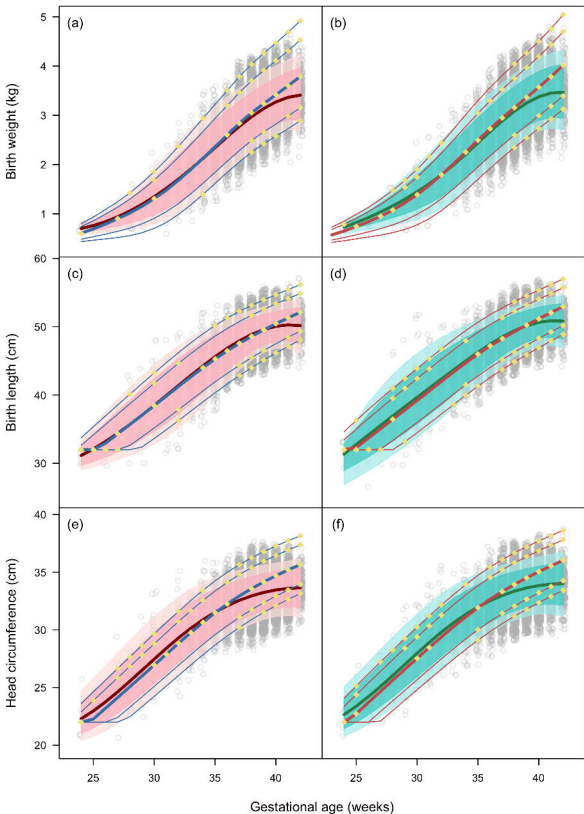 (a) (b)
Birth weight (kg)
5
4
3
2
1
(c) (d)
Birth length (cm)
60
50
40
30
(e) (f)
Head circumference (cm)
40
35
30
25
20
25 30 35 40 25 30 35 40
Gestational age (weeks)